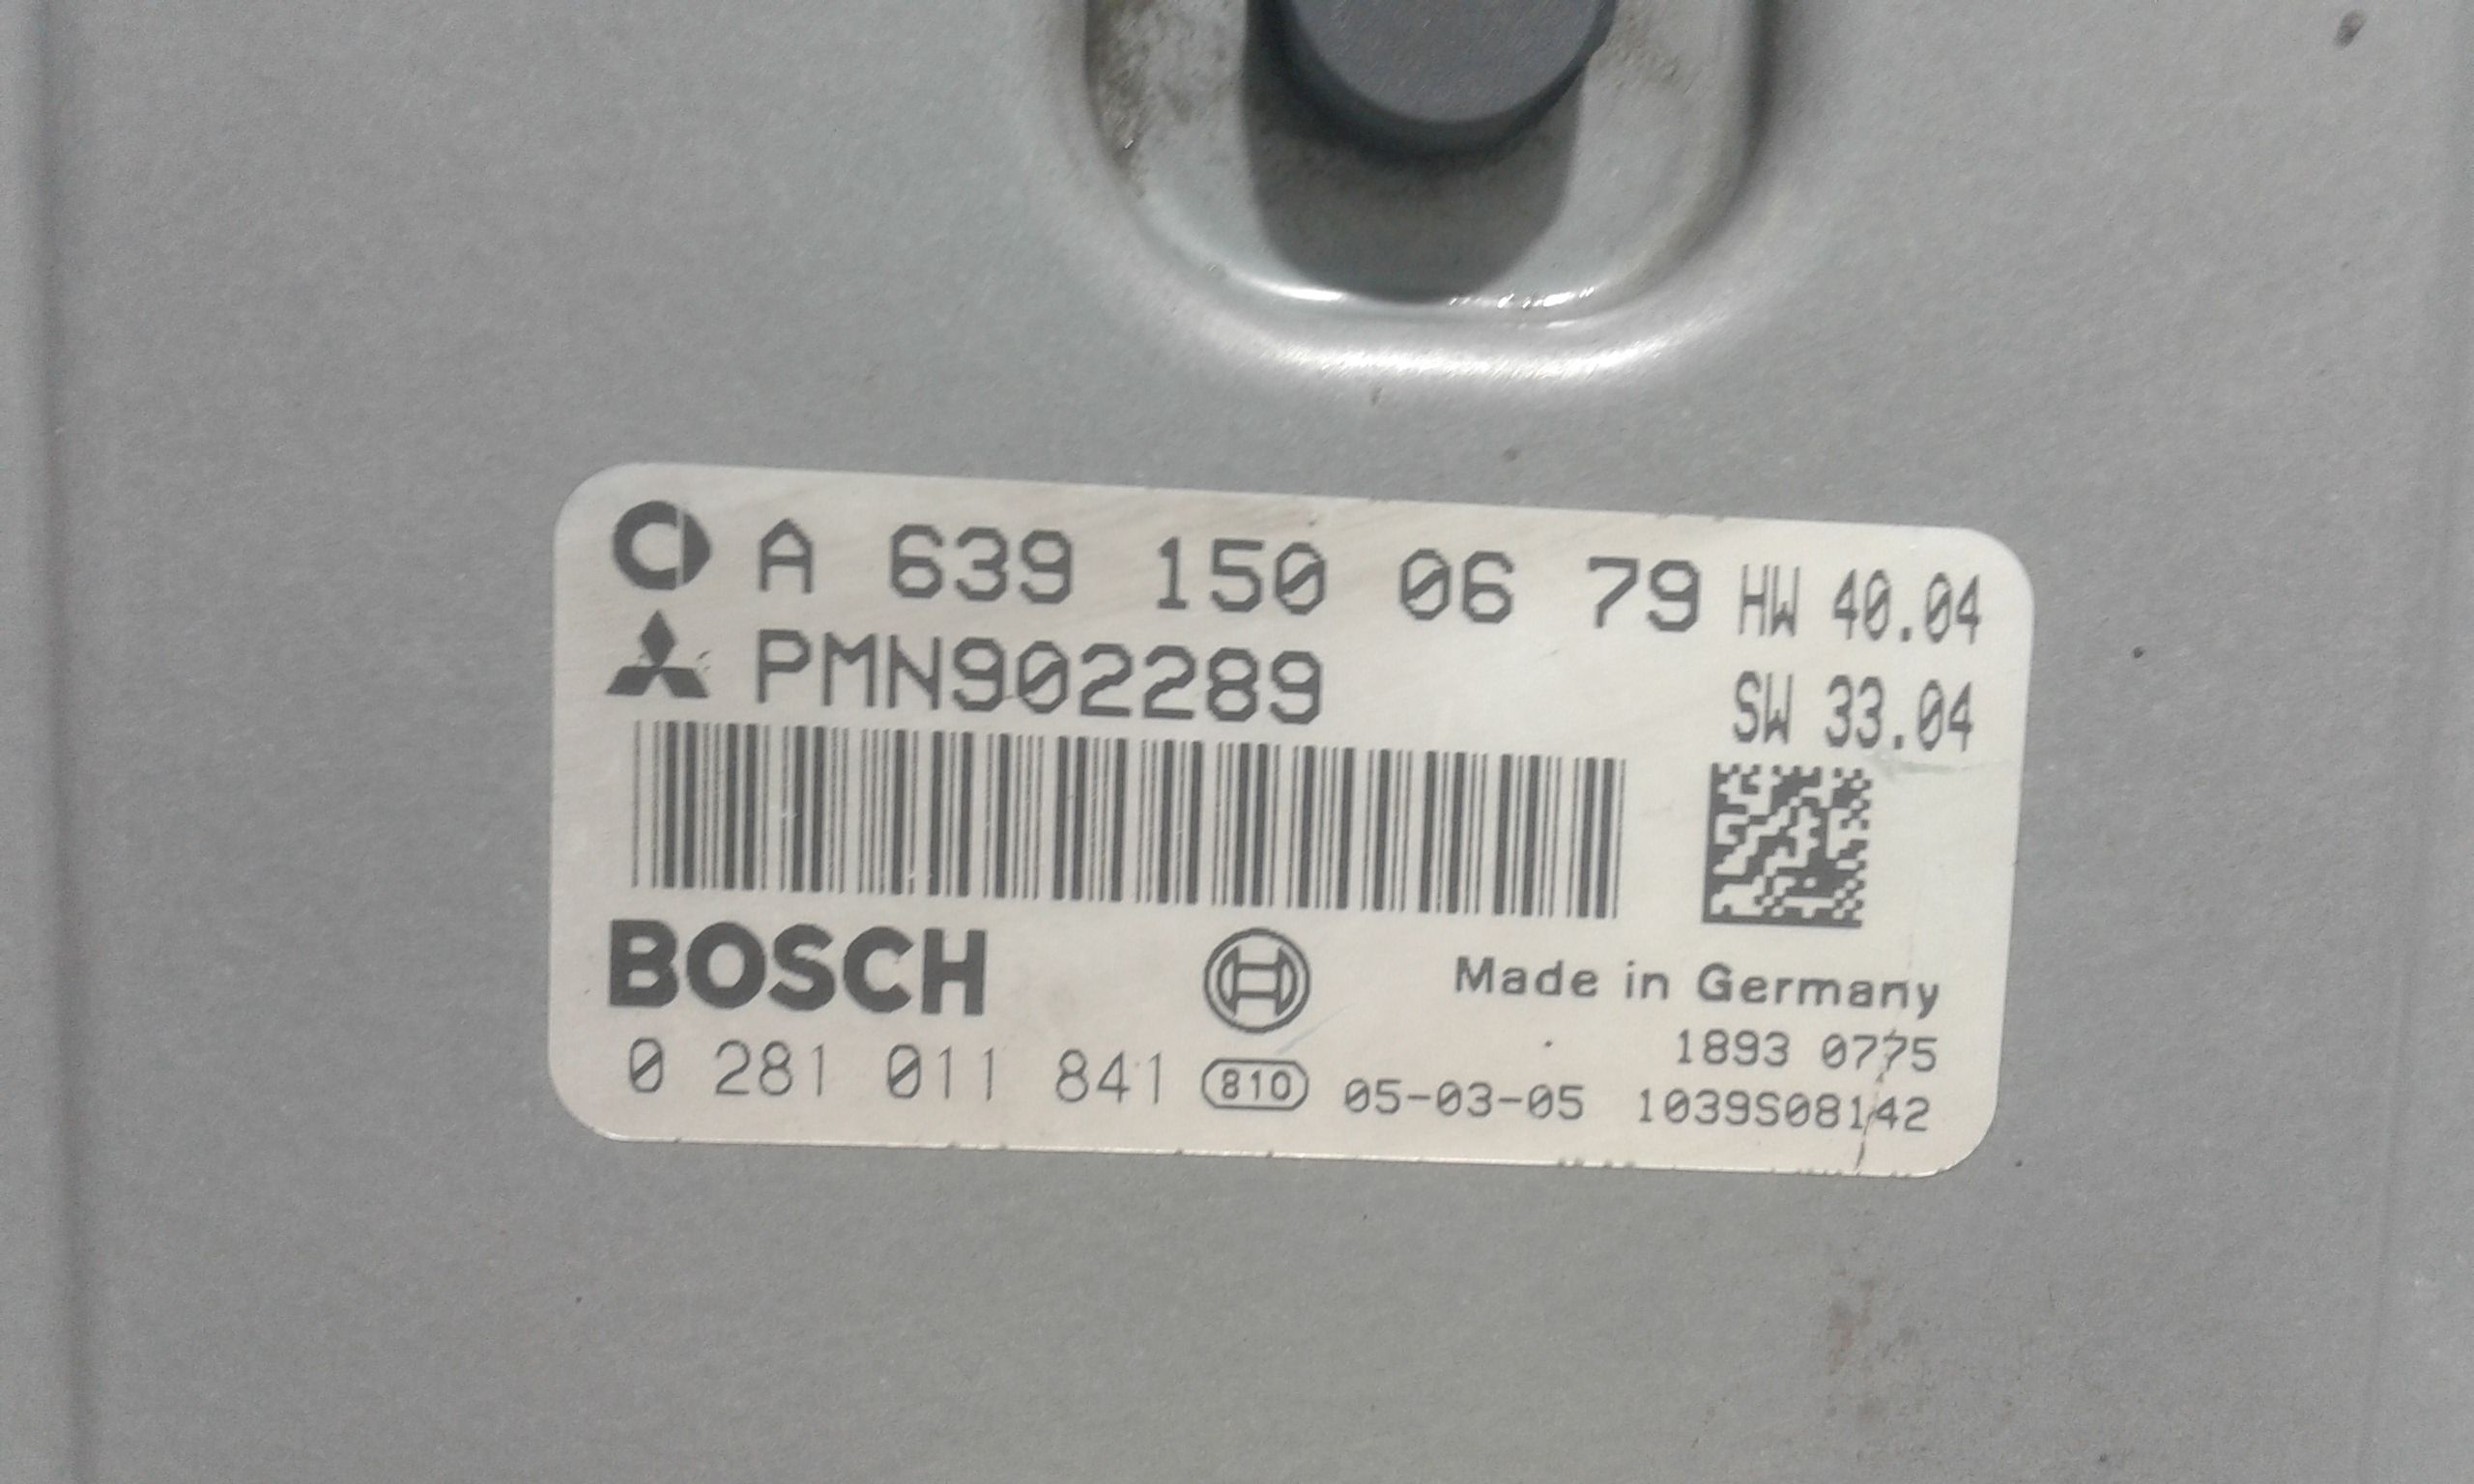 A 639 150 06 79 HW 40.04
PMN902289
SW 33.04
BOSCH
Made in Germany
1893 0775
0 281 011 841 810 05-03-05 1039S08142